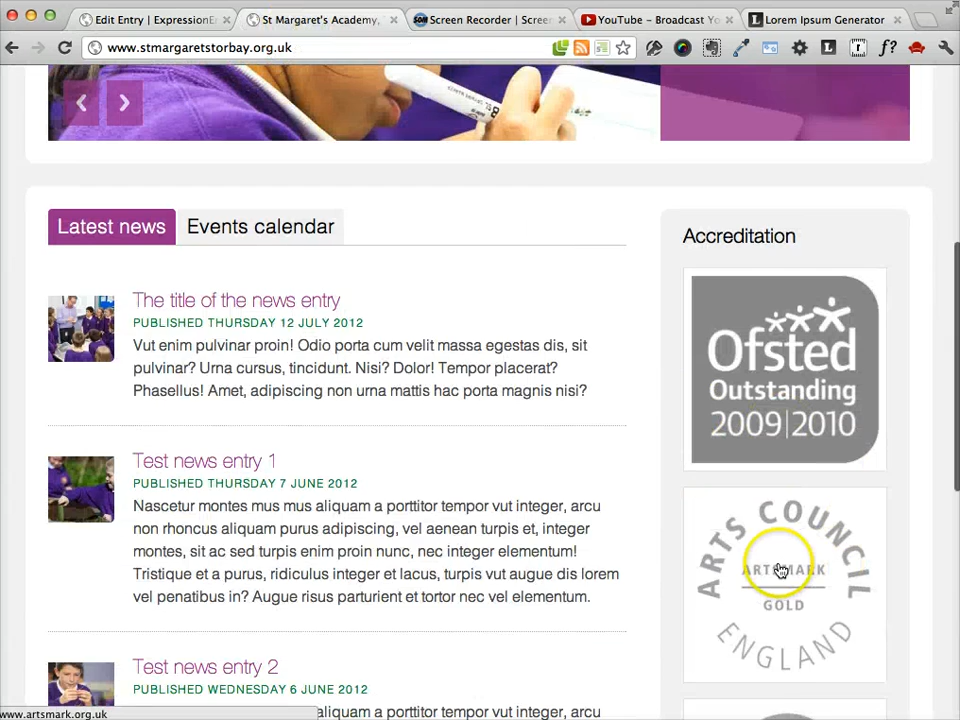 Edit Entry | ExpressionE
St Margaret's Academy,
Screen Recorder | Screen
YouTube - Broadcast Yo
Lorem Ipsum Generator
www.stmargaretstorbay.org.uk
Latest news
Events calendar
The title of the news entry
PUBLISHED THURSDAY 12 JULY 2012
Vut enim pulvinar proin! Odio porta cum velit massa egestas dis, sit
pulvinar? Urna cursus, tincidunt. Nisi? Dolor! Tempor placerat?
Phasellus! Amet, adipiscing non urna mattis hac porta magnis nisi?
Test news entry 1
PUBLISHED THURSDAY 7 JUNE 2012
Nascetur montes mus mus aliquam a porttitor tempor vut integer, arcu
non rhoncus aliquam purus adipiscing, vel aenean turpis et, integer
montes, sit ac sed turpis enim proin nunc, nec integer elementum!
Tristique et a purus, ridiculus integer et lacus, turpis vut augue dis lorem
vel penatibus in? Augue risus parturient et tortor nec vel elementum.
Test news entry 2
PUBLISHED WEDNESDAY 6 JUNE 2012
aliquam a porttitor tempor vut integer, arcu
Accreditation
Ofsted
Outstanding
2009|2010
ARTS COUNCIL
ARTSMARK
GOLD
ENGLAND
www.artsmark.org.uk